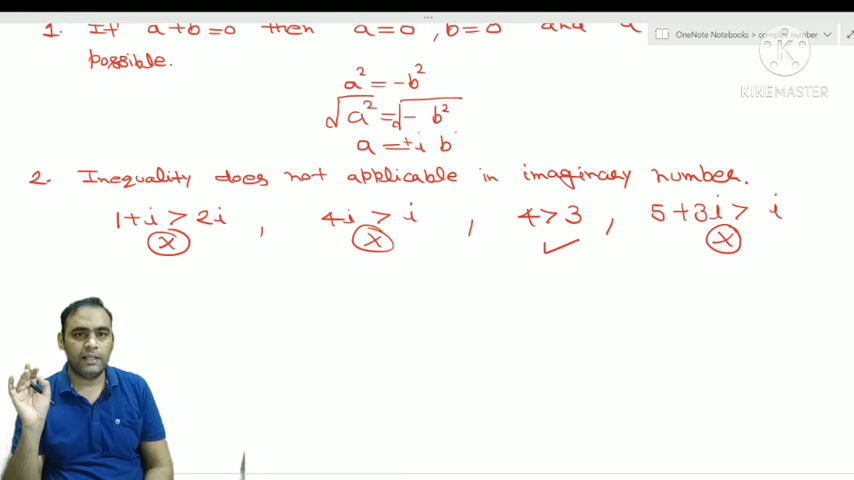 1. If a+b=0 then a=0, b=0 and
OneNote Notebooks > complex number
possible.
K
KINEMASTER
a² = -b²
√a² = √- b²
a = ±i b
2. Inequality does not applicable in imaginary number.
1+i > 2i , 4i > i , 4>3 , 5+3i > i
x x ✓ x